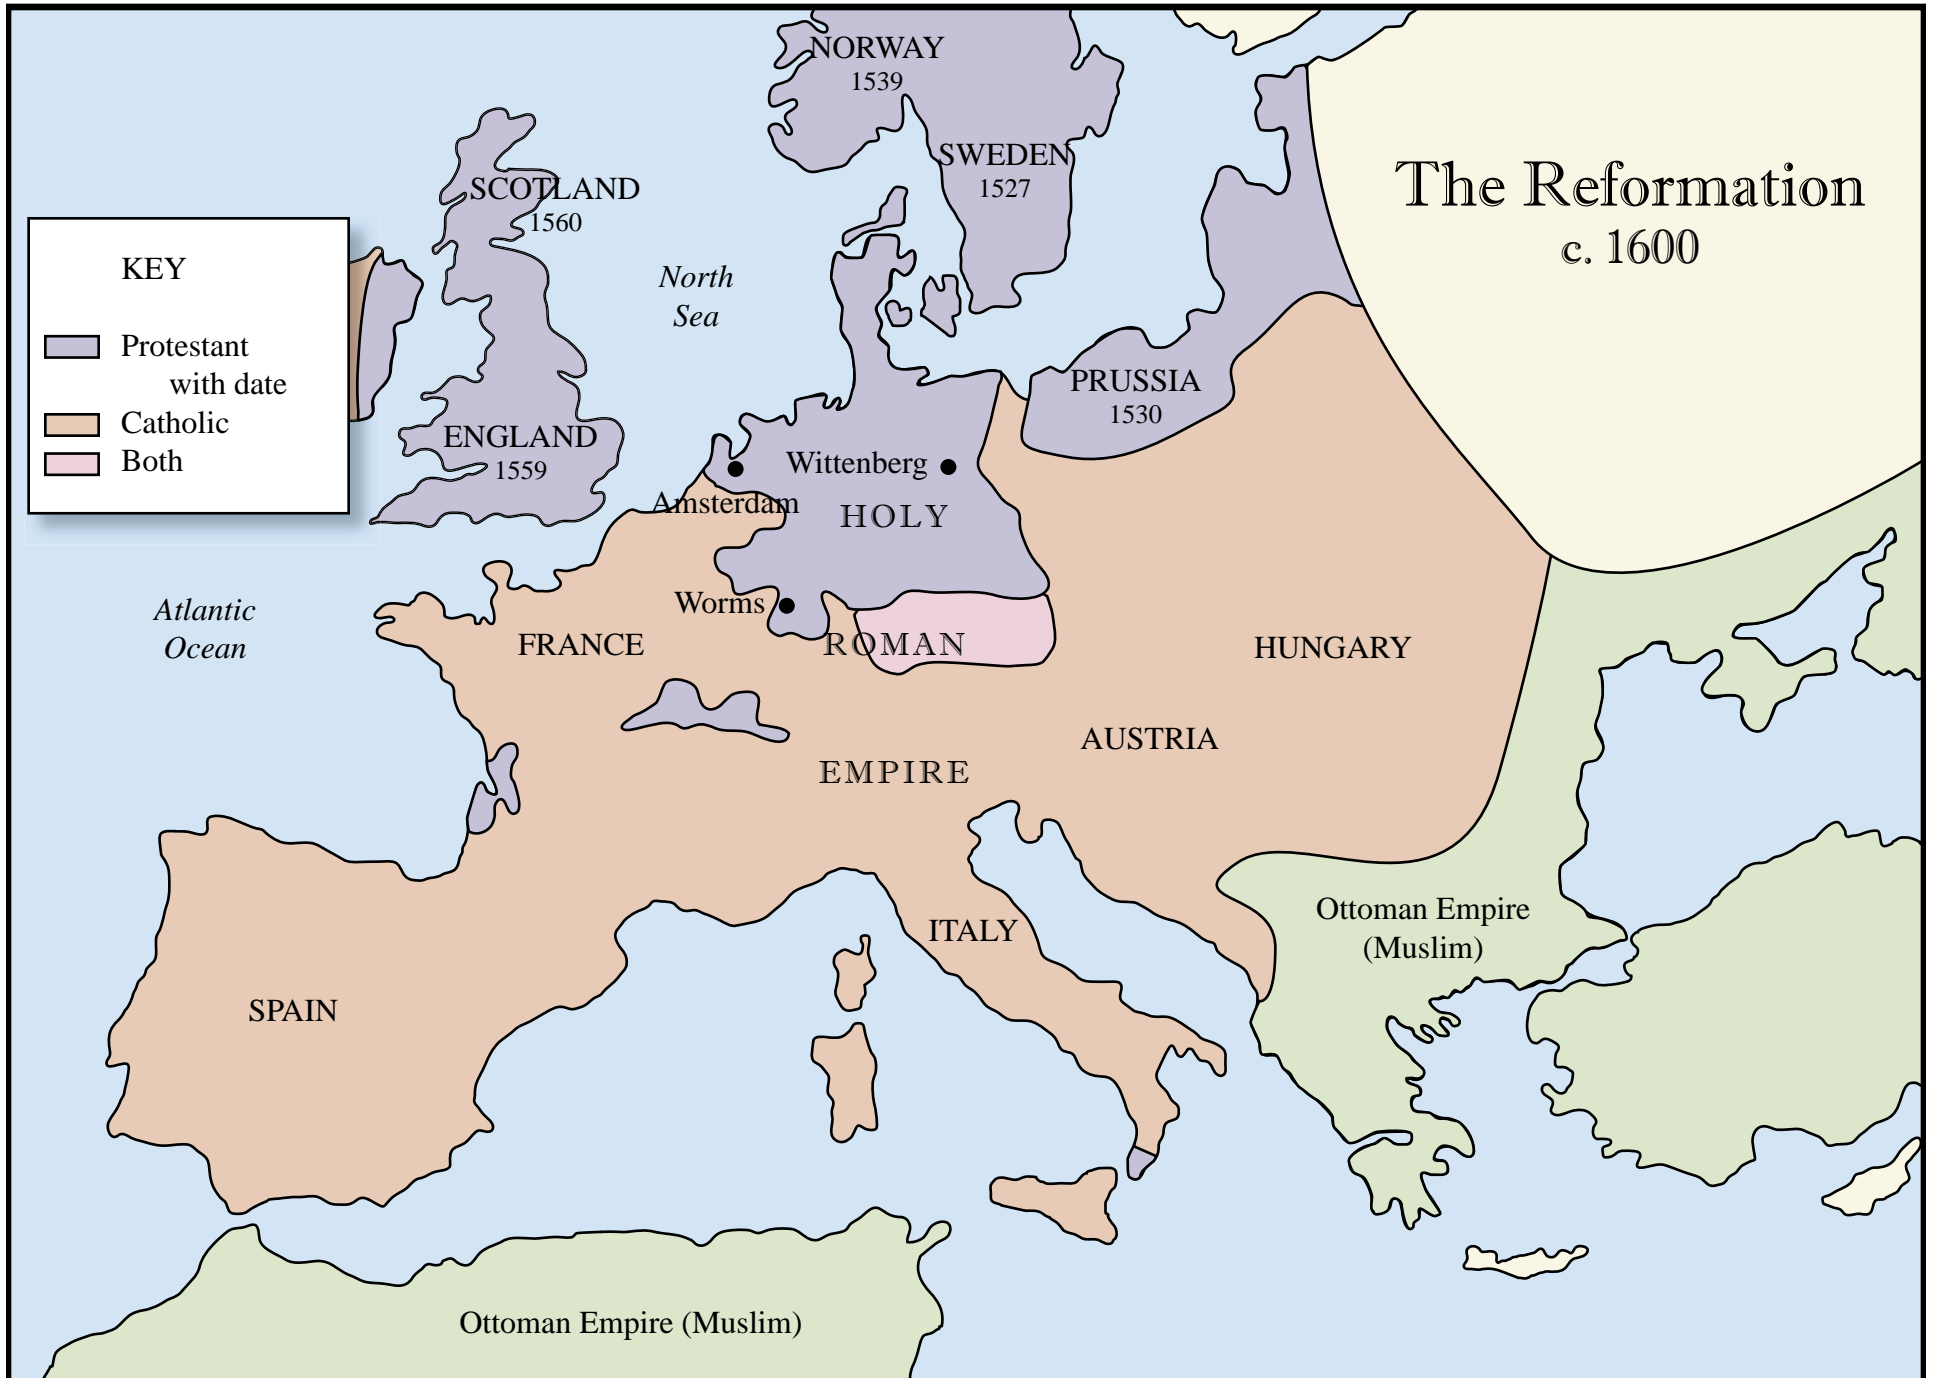 The Reformation
c. 1600
NORWAY
1539
SWEDEN
1527
SCOTLAND
1560
KEY
Protestant
with date
Catholic
Both
North
Sea
PRUSSIA
1530
ENGLAND
1559
Wittenberg
Amsterdam
HOLY
Atlantic
Ocean
Worms
FRANCE
ROMAN
HUNGARY
AUSTRIA
EMPIRE
Ottoman Empire
(Muslim)
ITALY
SPAIN
Ottoman Empire (Muslim)